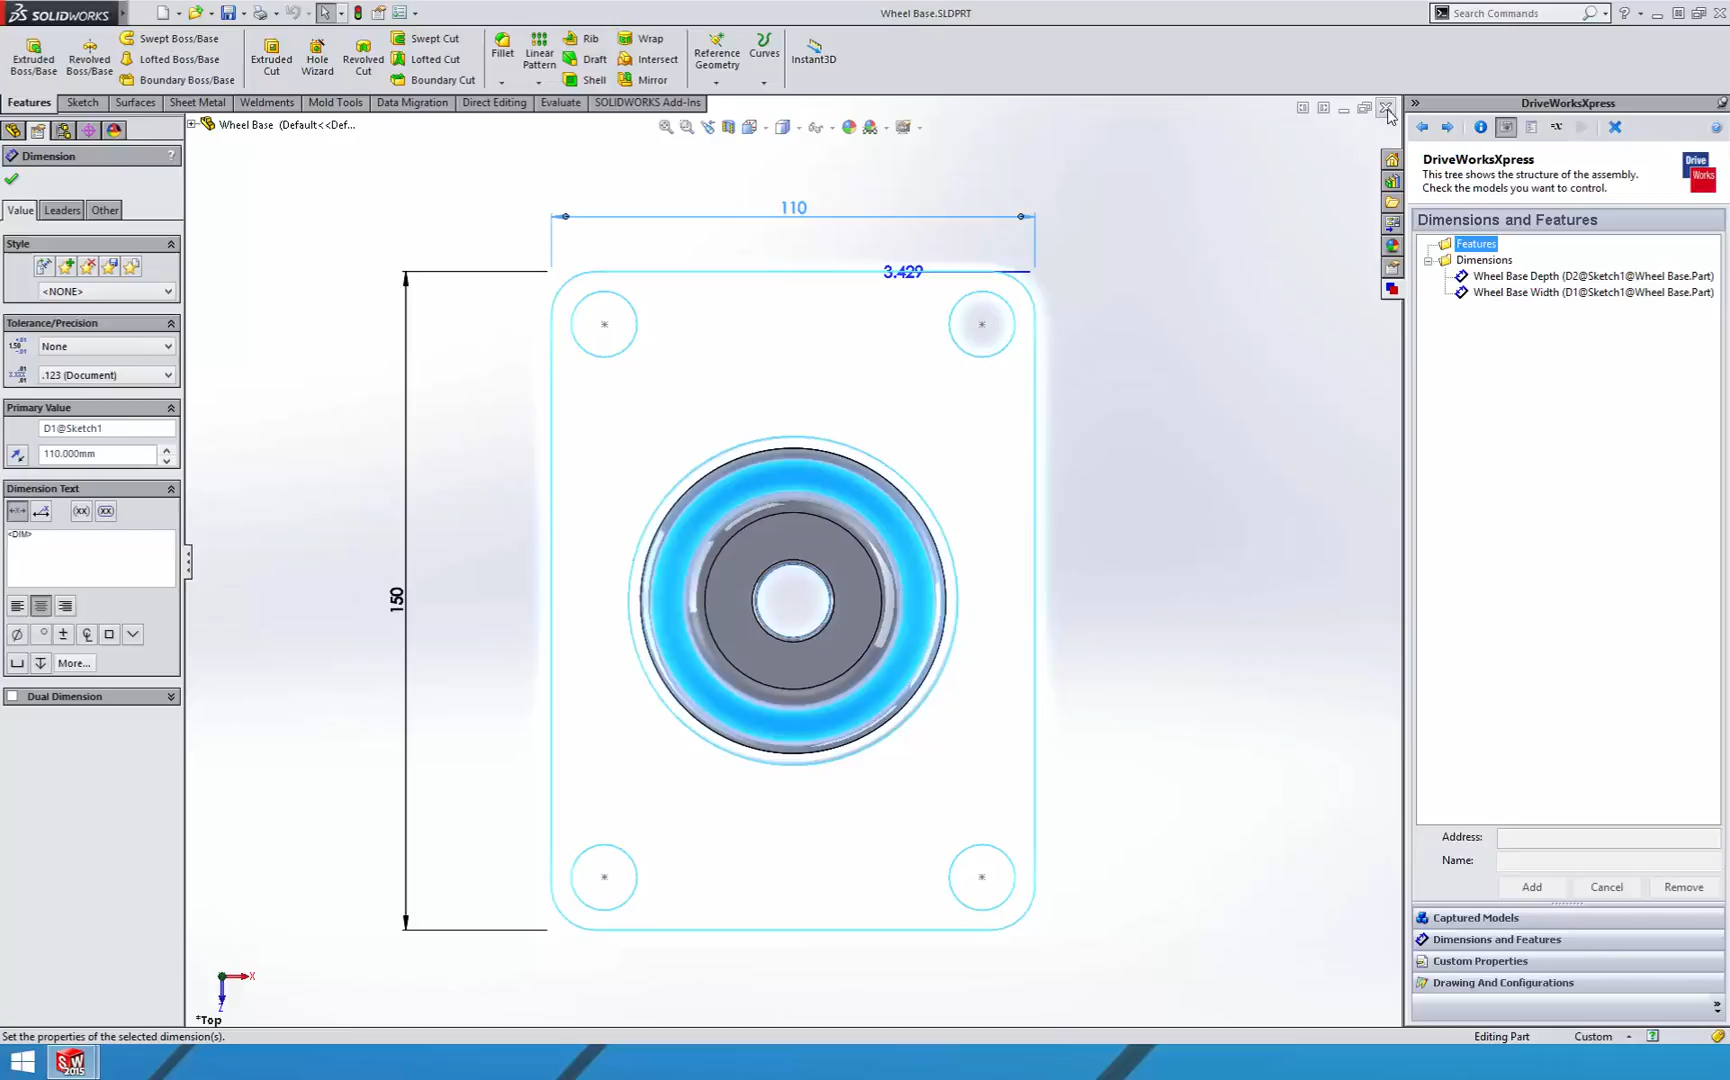 SOLIDWORKS
Wheel Base.SLDPRT
Search Commands
Extruded Boss/Base
Revolved Boss/Base
Swept Boss/Base
Lofted Boss/Base
Boundary Boss/Base
Extruded Cut
Hole Wizard
Revolved Cut
Swept Cut
Lofted Cut
Boundary Cut
Fillet
Linear Pattern
Rib
Draft
Shell
Wrap
Intersect
Mirror
Reference Geometry
Curves
Instant3D
Features Sketch Surfaces Sheet Metal Weldments Mold Tools Data Migration Direct Editing Evaluate SOLIDWORKS Add-Ins
Wheel Base (Default<<Def...
Dimension ?
Value Leaders Other
Style
<NONE>
Tolerance/Precision
None
.123 (Document)
Primary Value
D1@Sketch1
110.000mm
Dimension Text
(xx) (xx)
<DIM>
More...
Dual Dimension
110
3.429
150
X
Z
*Top
DriveWorksXpress
DriveWorksXpress
This tree shows the structure of the assembly.
Check the models you want to control.
Drive
Works
Dimensions and Features
Features
Dimensions
Wheel Base Depth (D2@Sketch1@Wheel Base.Part)
Wheel Base Width (D1@Sketch1@Wheel Base.Part)
Address:
Name:
Add Cancel Remove
Captured Models
Dimensions and Features
Custom Properties
Drawing And Configurations
Set the properties of the selected dimension(s).
Editing Part Custom
SW
2015